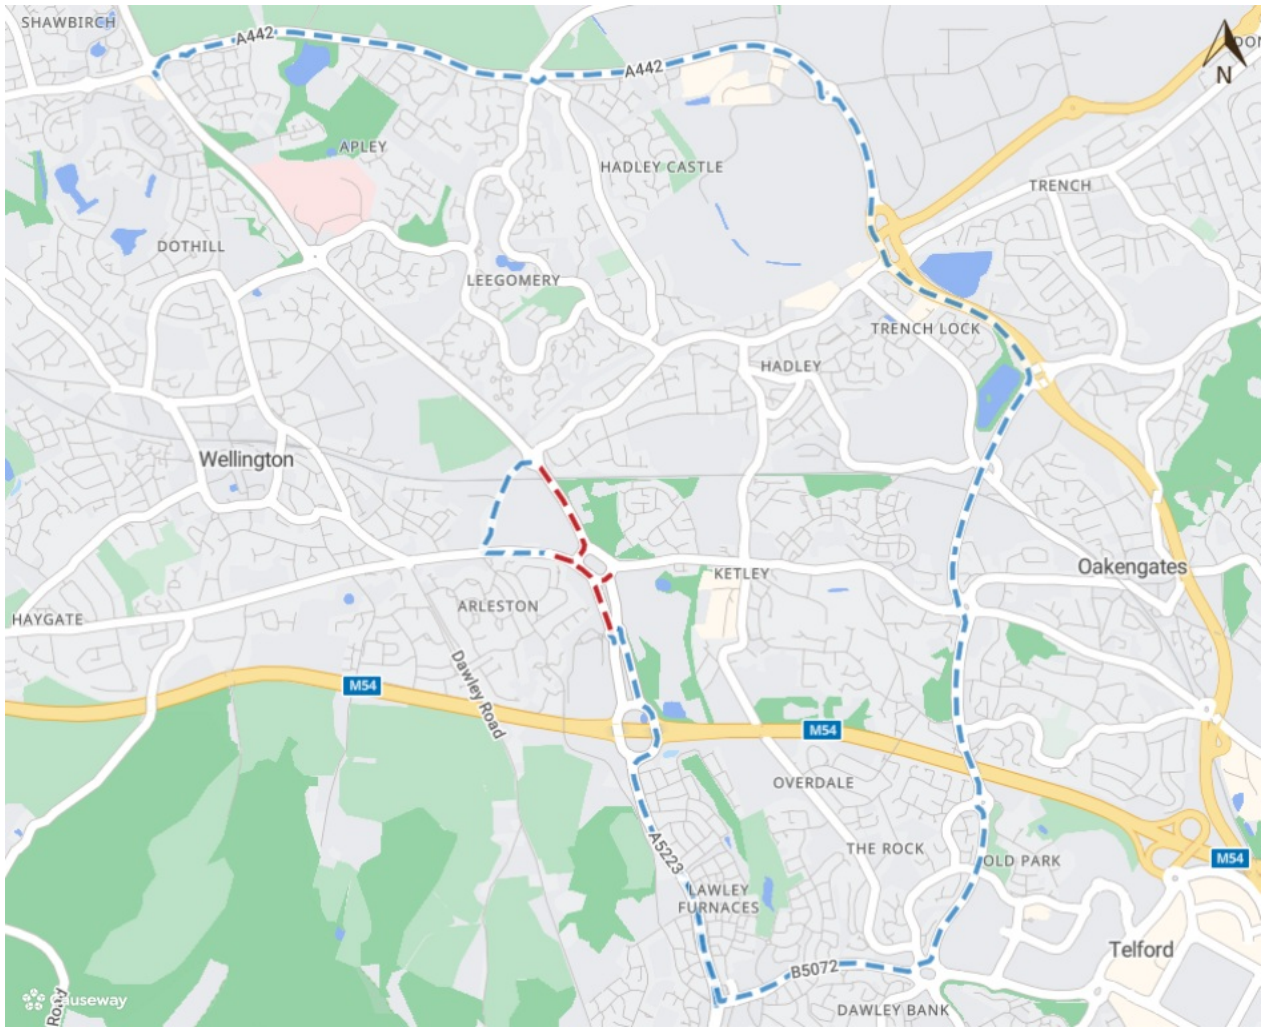 SHAWBIRCH
A442
DON
N
A442
APLEY
HADLEY CASTLE
TRENCH
DOTHILL
LEEGOMERY
TRENCH LOCK
HADLEY
Wellington
KETLEY
Oakengates
HAYGATE
ARLESTON
Dawley Road
M54
M54
OVERDALE
A5223
THE ROCK
OLD PARK
M54
LAWLEY
FURNACES
Telford
B5072
Causeway
DAWLEY BANK